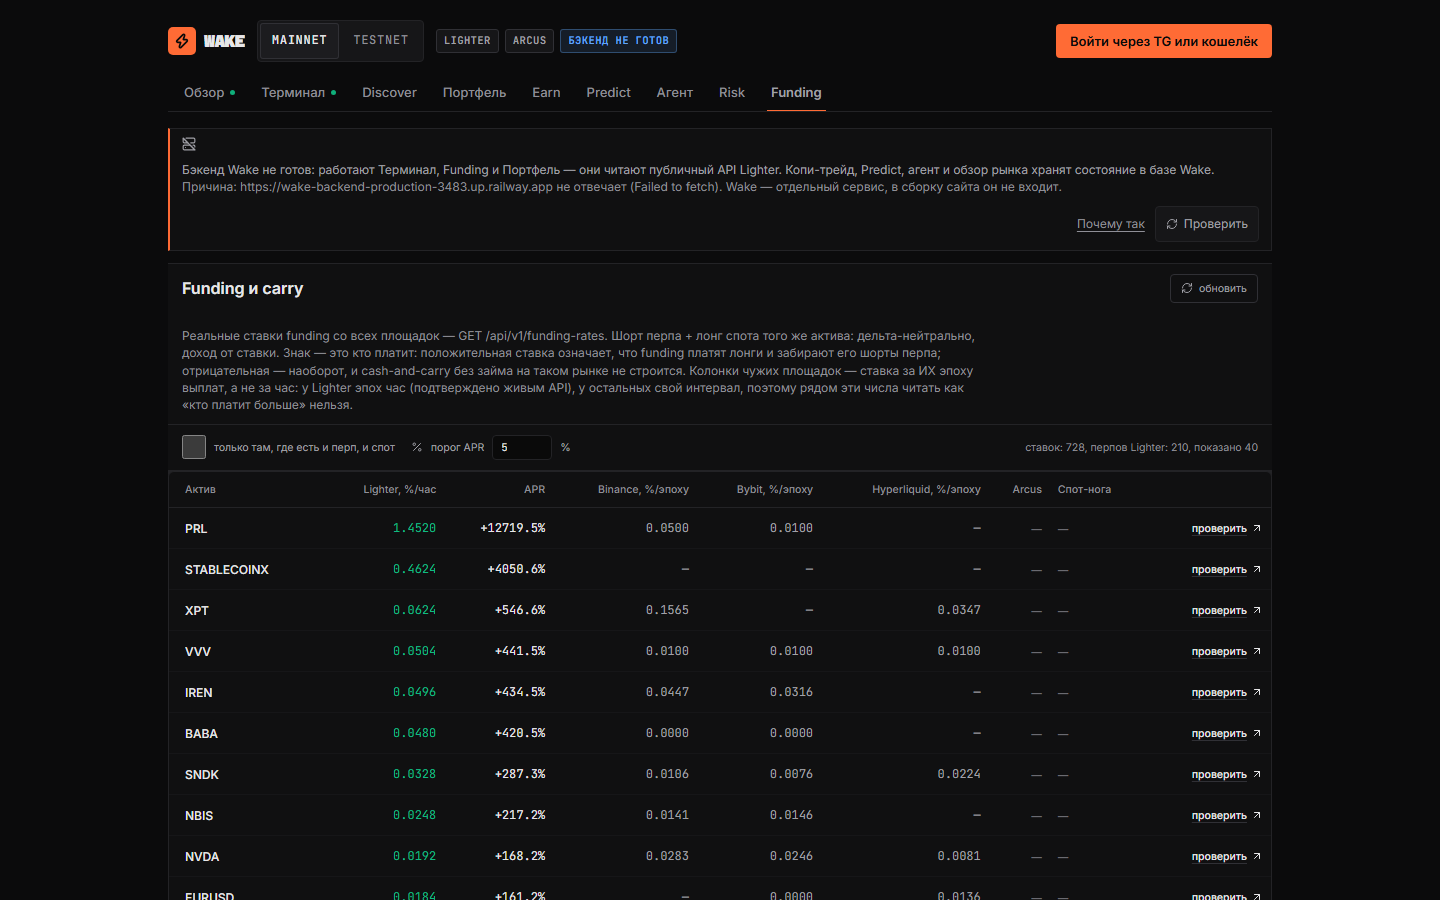 WAKE MAINNET TESTNET LIGHTER ARCUS БЭКЕНД НЕ ГОТОВ Войти через TG или кошелёк
Обзор Терминал Discover Портфель Earn Predict Агент Risk Funding
Бэкенд Wake не готов: работают Терминал, Funding и Портфель — они читают публичный API Lighter. Копи-трейд, Predict, агент и обзор рынка хранят состояние в базе Wake.
Причина: https://wake-backend-production-3483.up.railway.app не отвечает (Failed to fetch). Wake — отдельный сервис, в сборку сайта он не входит.
Почему так Проверить
Funding и carry обновить
Реальные ставки funding со всех площадок — GET /api/v1/funding-rates. Шорт перпа + лонг спота того же актива: дельта-нейтрально,
доход от ставки. Знак — это кто платит: положительная ставка означает, что funding платят лонги и забирают его шорты перпа;
отрицательная — наоборот, и cash-and-carry без займа на таком рынке не строится. Колонки чужих площадок — ставка за ИХ эпоху
выплат, а не за час: у Lighter эпох час (подтверждено живым API), у остальных свой интервал, поэтому рядом эти числа читать как
«кто платит больше» нельзя.
только там, где есть и перп, и спот % порог APR 5 % ставок: 728, перпов Lighter: 210, показано 40
Актив Lighter, %/час APR Binance, %/эпоху Bybit, %/эпоху Hyperliquid, %/эпоху Arcus Спот-нога
PRL 1.4520 +12719.5% 0.0500 0.0100 — — — проверить
STABLECOINX 0.4624 +4050.6% — — — — — проверить
XPT 0.0624 +546.6% 0.1565 — 0.0347 — — проверить
VVV 0.0504 +441.5% 0.0100 0.0100 0.0100 — — проверить
IREN 0.0496 +434.5% 0.0447 0.0316 — — — проверить
BABA 0.0480 +420.5% 0.0000 0.0000 — — — проверить
SNDK 0.0328 +287.3% 0.0106 0.0076 0.0224 — — проверить
NBIS 0.0248 +217.2% 0.0141 0.0146 — — — проверить
NVDA 0.0192 +168.2% 0.0283 0.0246 0.0081 — — проверить
EURUSD 0.0184 +161.2% — 0.0000 0.0136 — — проверить